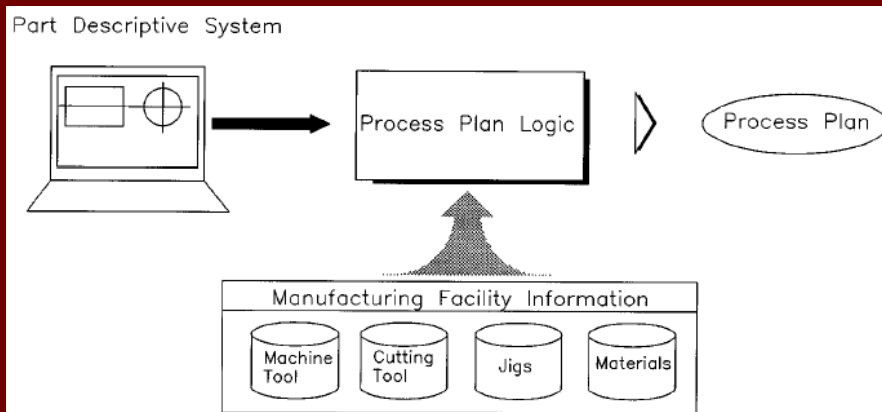 Part Descriptive System
Process Plan Logic
Process Plan
Manufacturing Facility Information
Machine
Tool
Cutting
Tool
Jigs
Materials